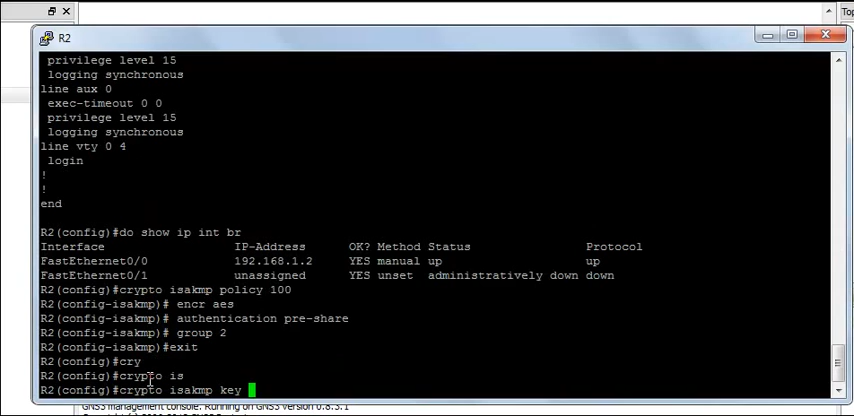 Top
R2
privilege level 15
logging synchronous
line aux 0
exec-timeout 0 0
privilege level 15
logging synchronous
line vty 0 4
login
!
!
end
R2(config)#do show ip int br
Interface IP-Address OK? Method Status Protocol
FastEthernet0/0 192.168.1.2 YES manual up up
FastEthernet0/1 unassigned YES unset administratively down down
R2(config)#crypto isakmp policy 100
R2(config-isakmp)# encr aes
R2(config-isakmp)# authentication pre-share
R2(config-isakmp)# group 2
R2(config-isakmp)#exit
R2(config)#cry
R2(config)#crypto is
R2(config)#crypto isakmp key
GNS3 management console. Running on GNS3 version 0.8.3.1